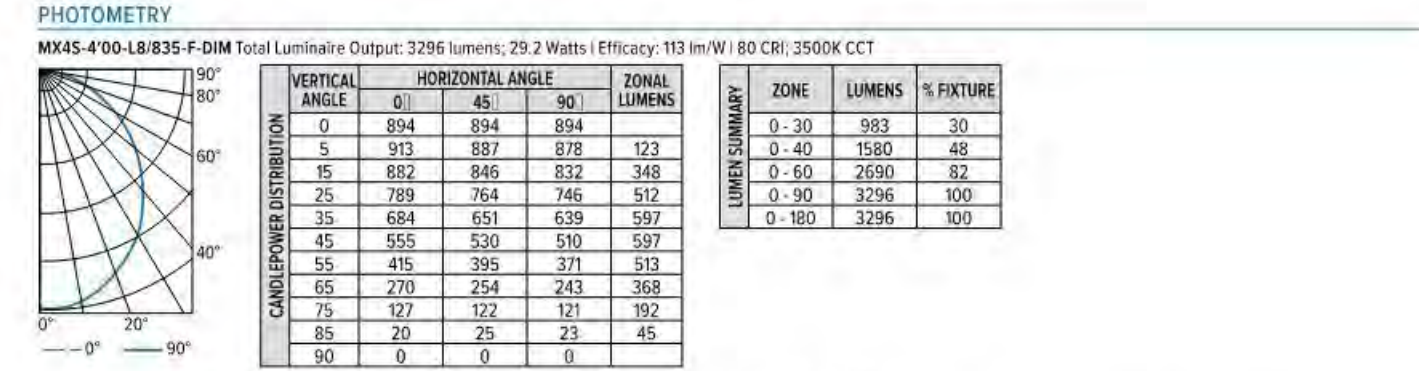 PHOTOMETRY
MX4S-4'00-L8/835-F-DIM Total Luminaire Output: 3296 lumens; 29.2 Watts | Efficacy: 113 lm/W | 80 CRI; 3500K CCT
90°
80°
60°
40°
0° 20°
0° 90°
CANDLEPOWER DISTRIBUTION
VERTICAL ANGLE HORIZONTAL ANGLE ZONAL LUMENS
0▯ 45▯ 90▯
0 894 894 894
5 913 887 878 123
15 882 846 832 348
25 789 764 746 512
35 684 651 639 597
45 555 530 510 597
55 415 395 371 513
65 270 254 243 368
75 127 122 121 192
85 20 25 23 45
90 0 0 0
LUMEN SUMMARY
ZONE LUMENS % FIXTURE
0 - 30 983 30
0 - 40 1580 48
0 - 60 2690 82
0 - 90 3296 100
0 - 180 3296 100